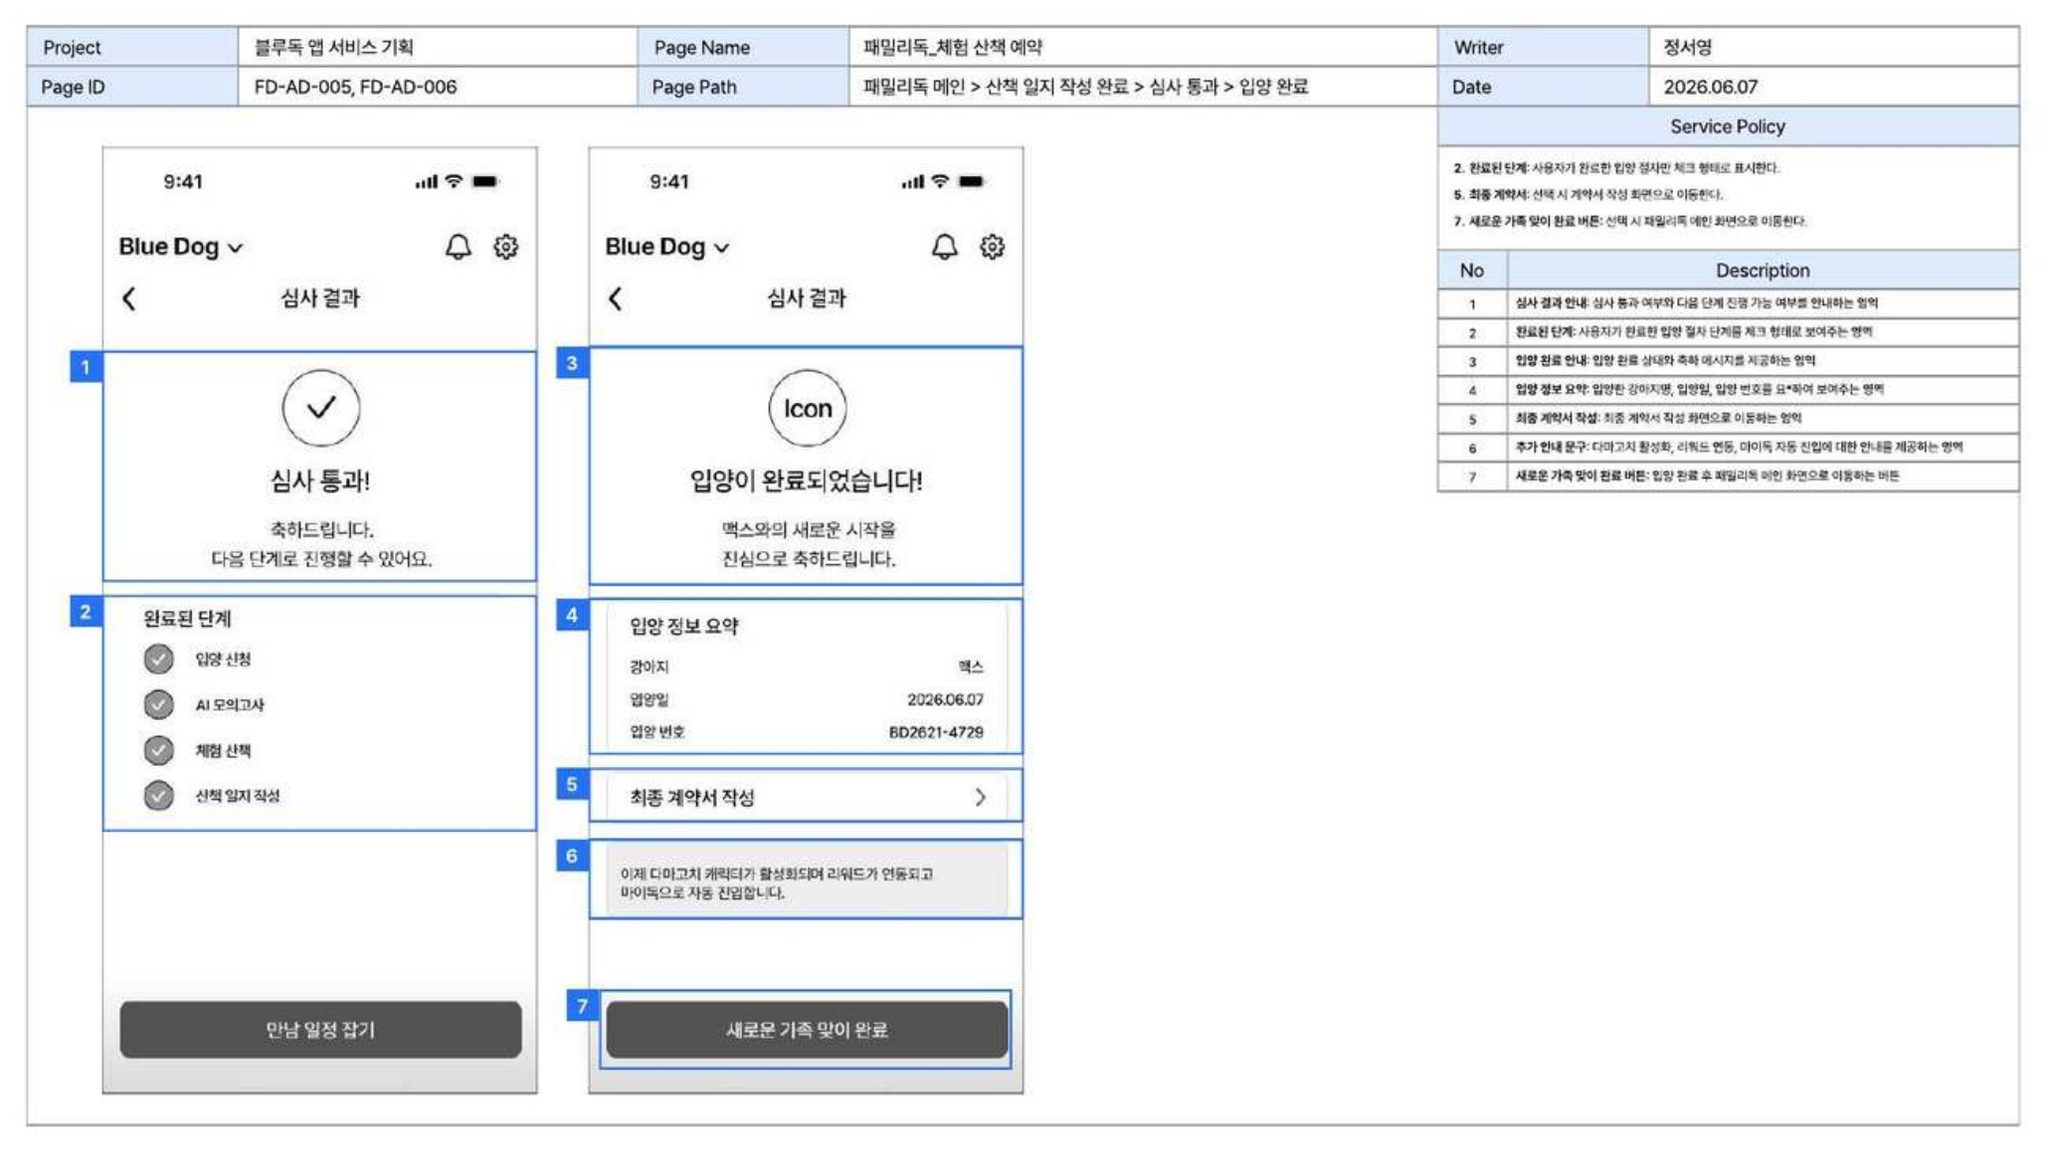 Project 블루독 앱 서비스 기획 Page Name 패밀리독_체험 산책 예약 Writer 정서영
Page ID FD-AD-005, FD-AD-006 Page Path 패밀리독 메인 > 산책 일지 작성 완료 > 심사 통과 > 입양 완료 Date 2026.06.07
9:41
Blue Dog
심사 결과
1
심사 통과!
축하드립니다.
다음 단계로 진행할 수 있어요.
2
완료된 단계
입양 신청
AI 모의고사
체험 산책
산책 일지 작성
만남 일정 잡기
9:41
Blue Dog
심사 결과
3
Icon
입양이 완료되었습니다!
맥스와의 새로운 시작을
진심으로 축하드립니다.
4
입양 정보 요약
강아지 맥스
입양일 2026.06.07
입양 번호 BD2621-4729
5
최종 계약서 작성
6
이제 다마고치 캐릭터가 활성화되며 리워드가 연동되고
마이독으로 자동 진입합니다.
7
새로운 가족 맞이 완료
Service Policy
2. 완료된 단계: 사용자가 완료한 입양 절차만 체크 형태로 표시한다.
5. 최종 계약서: 선택 시 계약서 작성 화면으로 이동한다.
7. 새로운 가족 맞이 완료 버튼: 선택 시 패밀리독 메인 화면으로 이동한다.
No Description
1 심사 결과 안내: 심사 통과 여부와 다음 단계 진행 가능 여부를 안내하는 영역
2 완료된 단계: 사용자가 완료한 입양 절차 단계를 체크 형태로 보여주는 영역
3 입양 완료 안내: 입양 완료 상태와 축하 메시지를 제공하는 영역
4 입양 정보 요약: 입양한 강아지명, 입양일, 입양 번호를 요*하여 보여주는 영역
5 최종 계약서 작성: 최종 계약서 작성 화면으로 이동하는 영역
6 추가 안내 문구: 다마고치 활성화, 리워드 연동, 마이독 자동 진입에 대한 안내를 제공하는 영역
7 새로운 가족 맞이 완료 버튼: 입양 완료 후 패밀리독 메인 화면으로 이동하는 버튼